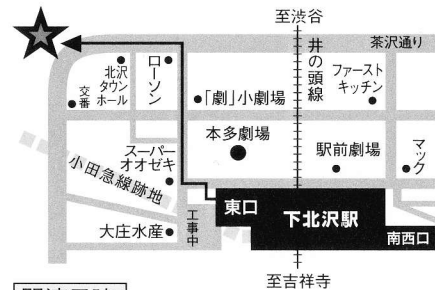 至渋谷
茶沢通り
井の頭線
北沢
タウン
ホール
ローソン
ファースト
キッチン
交番
「劇」小劇場
本多劇場
駅前劇場
マック
スーパー
オオゼキ
小田急線跡地
東口
下北沢駅
南西口
工事中
大庄水産
至吉祥寺